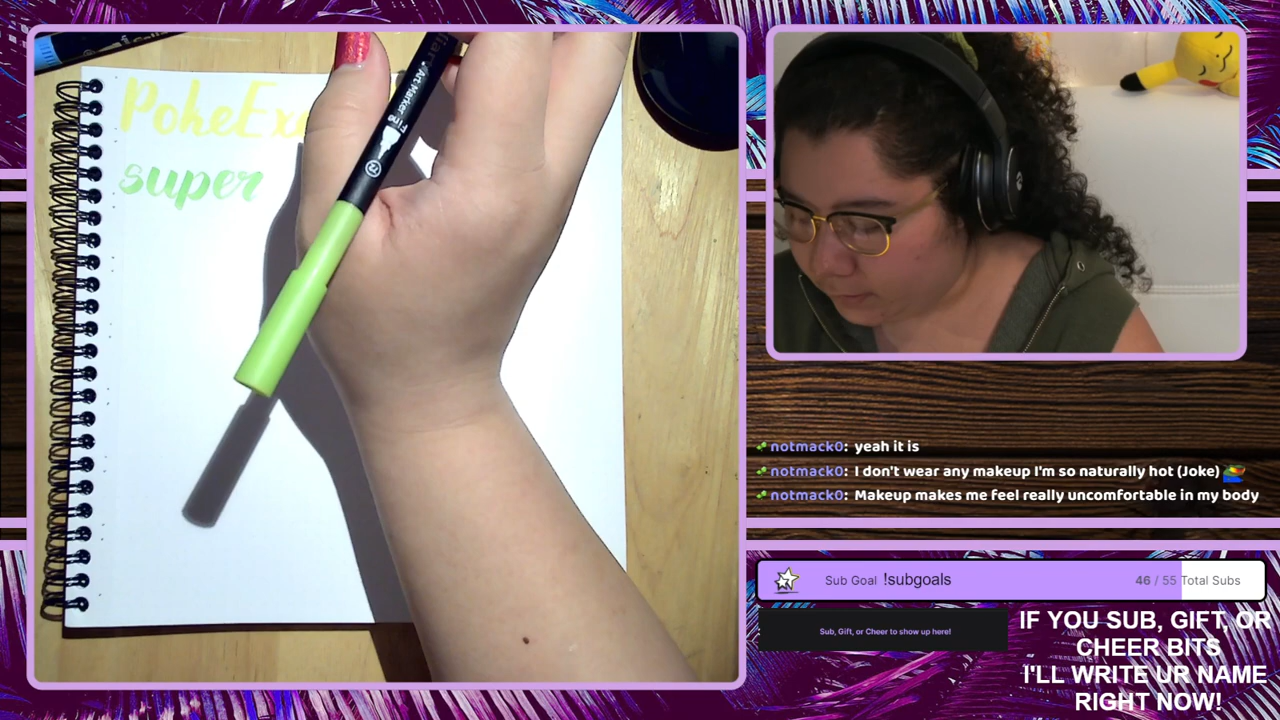 PokeEx
super
Art Marker
notmack0: yeah it is
notmack0: I don't wear any makeup I'm so naturally hot (Joke)
notmack0: Makeup makes me feel really uncomfortable in my body
Sub Goal !subgoals
46 / 55 Total Subs
Sub, Gift, or Cheer to show up here!
IF YOU SUB, GIFT, OR
CHEER BITS
I'LL WRITE UR NAME
RIGHT NOW!